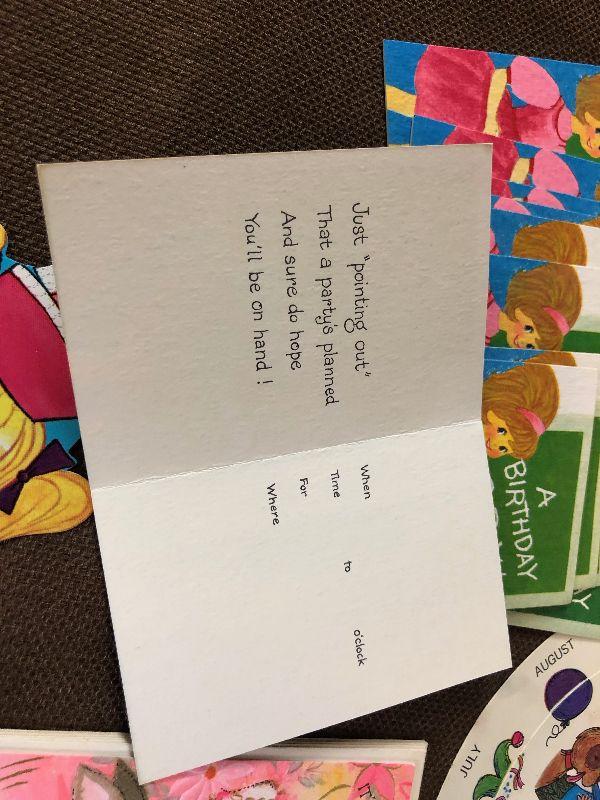 Just "pointing out"
That a party's planned
And sure do hope
You'll be on hand!
When
Time to o'clock
For
Where
A
BIRTHDAY
AUGUST
JULY